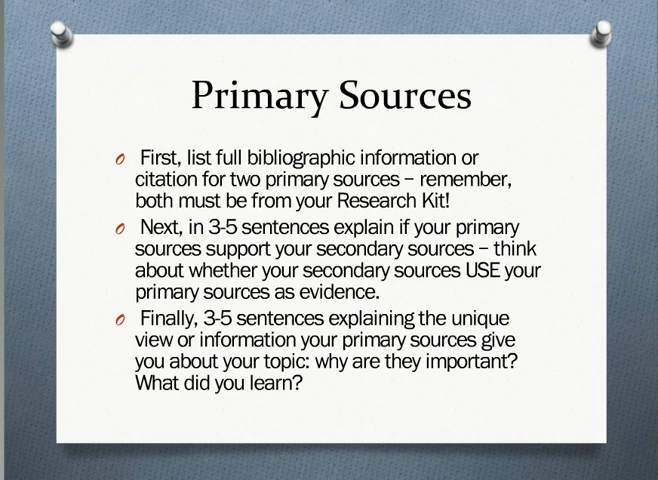 Primary Sources
First, list full bibliographic information or
citation for two primary sources – remember,
both must be from your Research Kit!
Next, in 3-5 sentences explain if your primary
sources support your secondary sources – think
about whether your secondary sources USE your
primary sources as evidence.
Finally, 3-5 sentences explaining the unique
view or information your primary sources give
you about your topic: why are they important?
What did you learn?